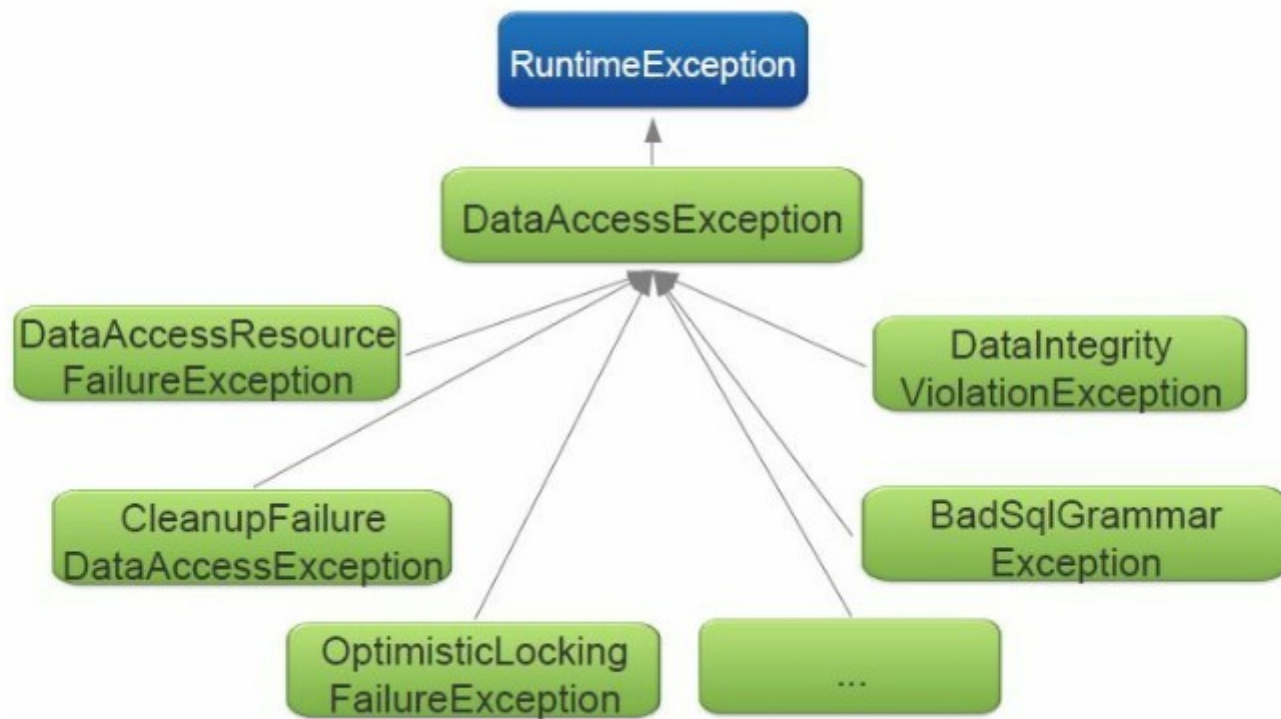 RuntimeException
DataAccessException
DataAccessResource
FailureException
DataIntegrity
ViolationException
CleanupFailure
DataAccessException
BadSqlGrammar
Exception
OptimisticLocking
FailureException
...